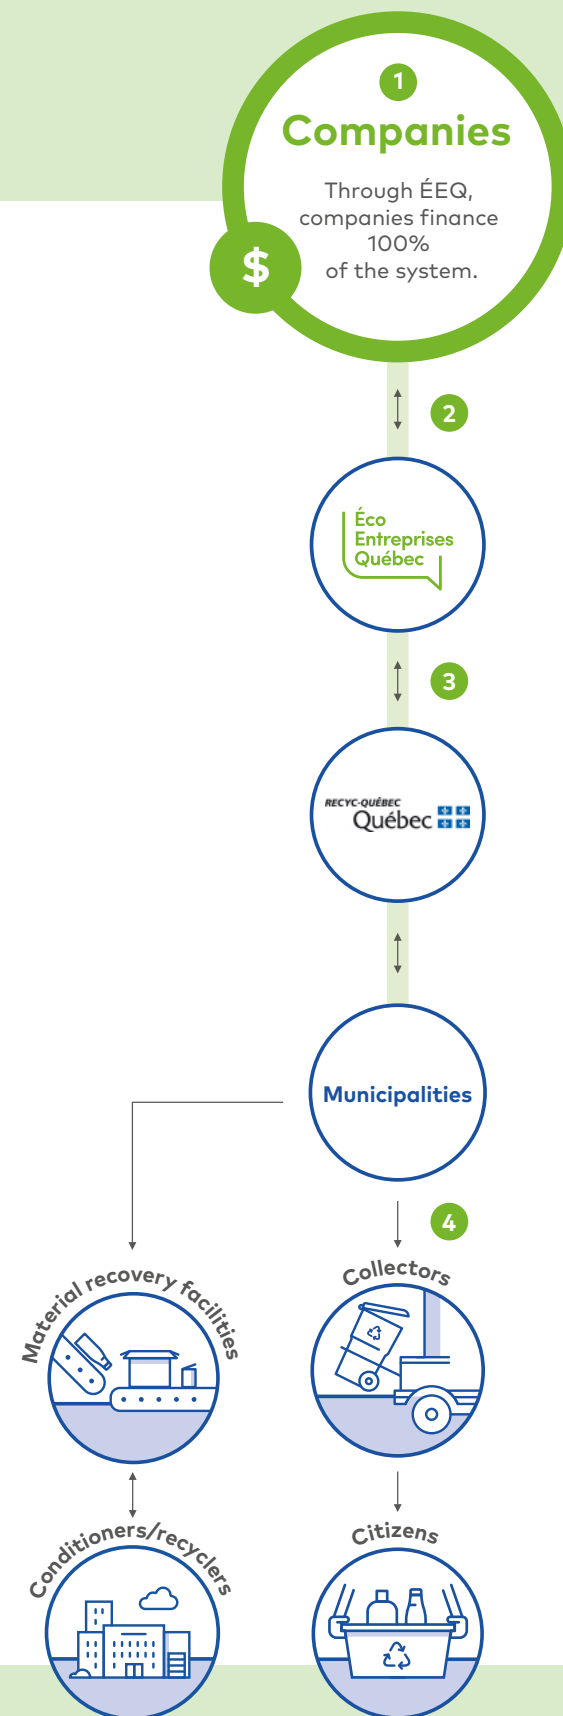 1
Companies
Through ÉEQ,
companies finance
100%
of the system.
$
2
Éco
Entreprises
Québec
3
RECYC-QUÉBEC
Québec
Municipalities
4
Material recovery facilities
Collectors
Conditioners/recyclers
Citizens